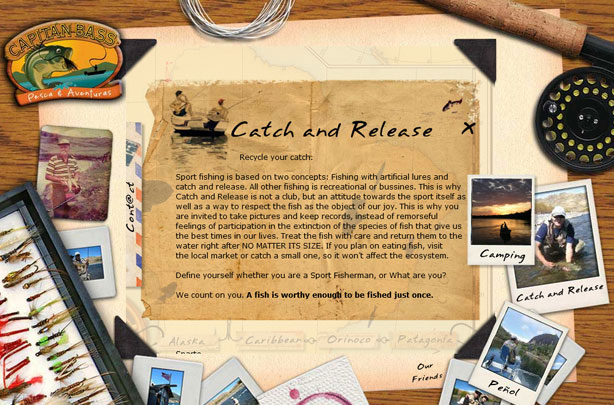 CAPITAN BASS
Pesca & Aventuras
Catch and Release
X
Recycle your catch:
Sport fishing is based on two concepts: Fishing with artificial lures and
catch and release. All other fishing is recreational or bussines. This is why
Catch and Release is not a club, but an attitude towards the sport itself as
well as a way to respect the fish as the object of our joy. This is why you
are invited to take pictures and keep records, instead of remorseful
feelings of participation in the extinction of the species of fish that give us
the best times in our lives. Treat the fish with care and return them to the
water right after NO MATTER ITS SIZE. If you plan on eating fish, visit
the local market or catch a small one, so it won't affect the ecosystem.
Define yourself whether you are a Sport Fisherman, or What are you?
We count on you. A fish is worthy enough to be fished just once.
Cont@ct
Camping
Catch and Release
Alaska
Caribbean
Orinoco
Patagonia
Our
Friends
Peñol